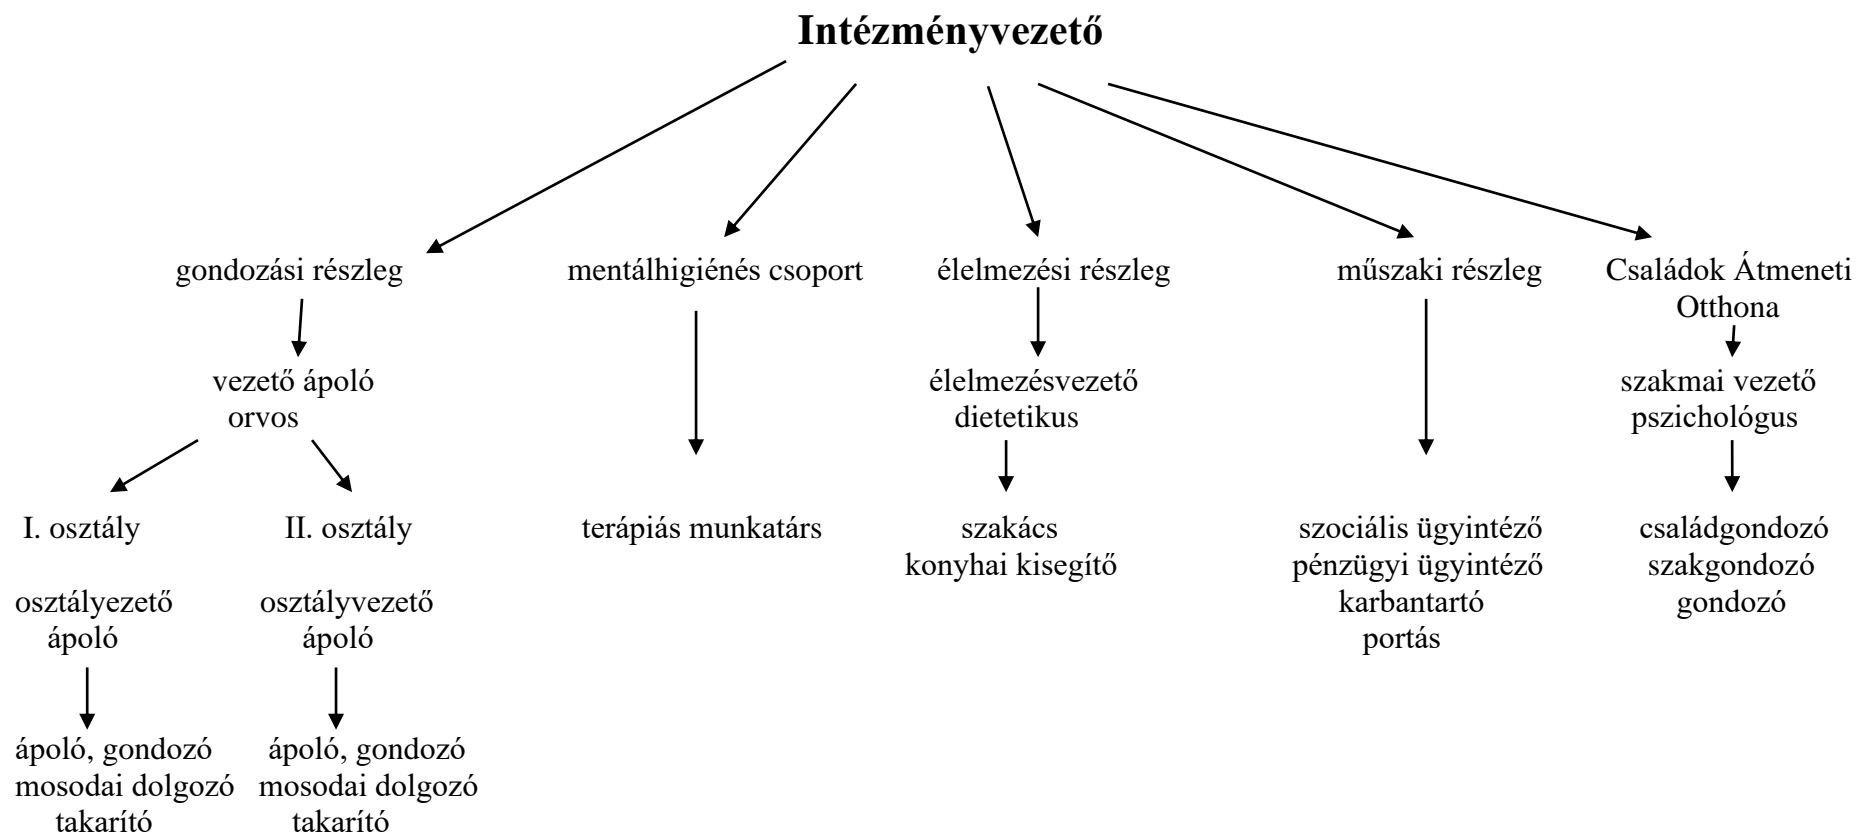 Intézményvezető
gondozási részleg
mentálhigiénés csoport
élelmezési részleg
műszaki részleg
Családok Átmeneti
Otthona
vezető ápoló
orvos
élelmezésvezető
dietetikus
szakmai vezető
pszichológus
I. osztály
II. osztály
terápiás munkatárs
szakács
konyhai kisegítő
szociális ügyintéző
pénzügyi ügyintéző
karbantartó
portás
családgondozó
szakgondozó
gondozó
osztályezető
ápoló
osztályvezető
ápoló
ápoló, gondozó
mosodai dolgozó
takarító
ápoló, gondozó
mosodai dolgozó
takarító